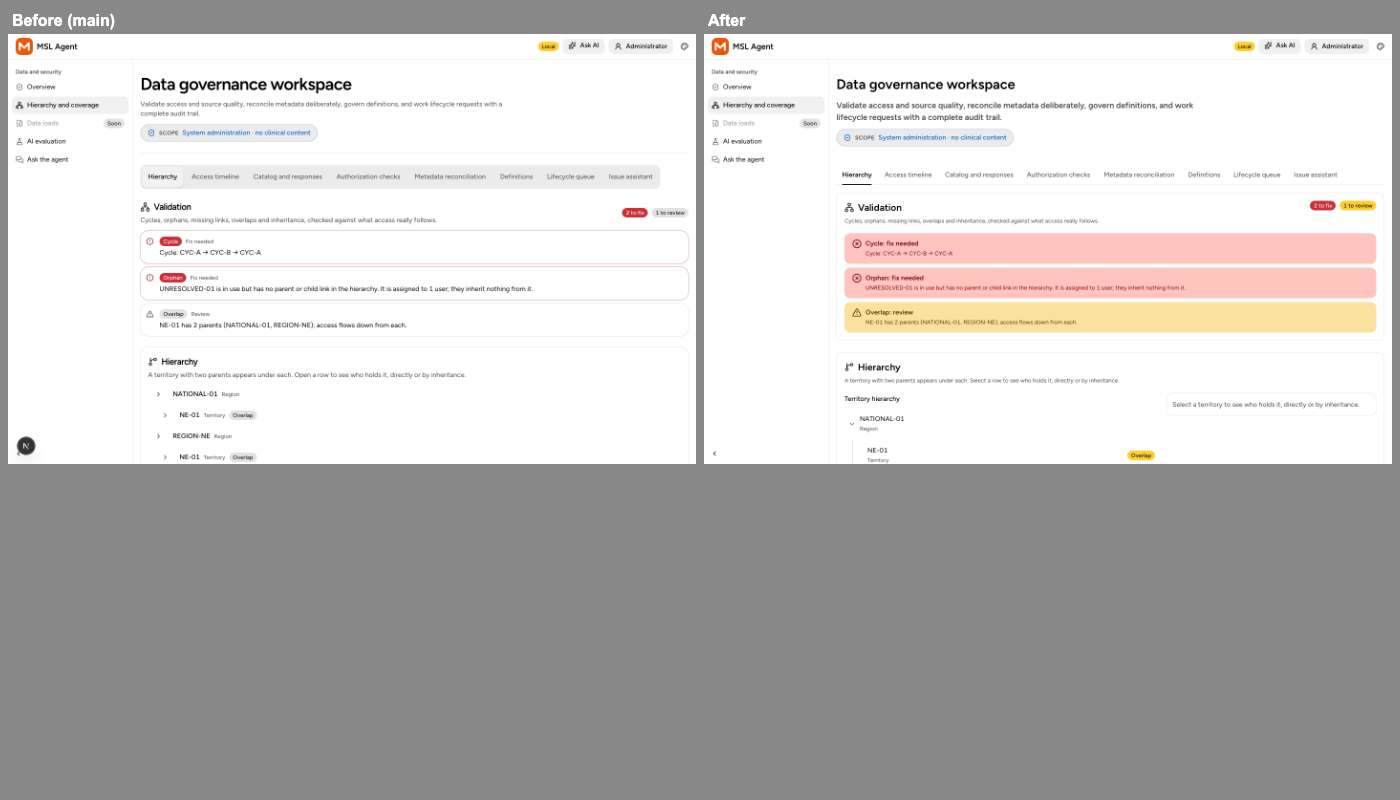 Before (main)
MSL Agent
Local
Ask AI
Administrator
Data and security
Overview
Hierarchy and coverage
Data loads
Soon
AI evaluation
Ask the agent
Data governance workspace
Validate access and source quality, reconcile metadata deliberately, govern definitions, and work lifecycle requests with a
complete audit trail.
SCOPE System administration · no clinical content
Hierarchy
Access timeline
Catalog and responses
Authorization checks
Metadata reconciliation
Definitions
Lifecycle queue
Issue assistant
Validation
Cycles, orphans, missing links, overlaps and inheritance, checked against what access really follows.
2 to fix
1 to review
Cycle Fix needed
Cycle: CYC-A → CYC-B → CYC-A
Orphan Fix needed
UNRESOLVED-01 is in use but has no parent or child link in the hierarchy. It is assigned to 1 user; they inherit nothing from it.
Overlap Review
NE-01 has 2 parents (NATIONAL-01, REGION-NE); access flows down from each.
Hierarchy
A territory with two parents appears under each. Open a row to see who holds it, directly or by inheritance.
NATIONAL-01 Region
NE-01 Territory Overlap
REGION-NE Region
NE-01 Territory Overlap
N
After
MSL Agent
Local
Ask AI
Administrator
Data and security
Overview
Hierarchy and coverage
Data loads
Soon
AI evaluation
Ask the agent
Data governance workspace
Validate access and source quality, reconcile metadata deliberately, govern definitions, and work
lifecycle requests with a complete audit trail.
SCOPE System administration · no clinical content
Hierarchy
Access timeline
Catalog and responses
Authorization checks
Metadata reconciliation
Definitions
Lifecycle queue
Issue assistant
Validation
Cycles, orphans, missing links, overlaps and inheritance, checked against what access really follows.
2 to fix
1 to review
Cycle: fix needed
Cycle: CYC-A → CYC-B → CYC-A
Orphan: Fix needed
UNRESOLVED-01 is in use but has no parent or child link in the hierarchy. It is assigned to 1 user; they inherit nothing from it.
Overlap: review
NE-01 has 2 parents (NATIONAL-01, REGION-NE); access flows down from each.
Hierarchy
A territory with two parents appears under each. Select a row to see who holds it, directly or by inheritance.
Territory hierarchy
Select a territory to see who holds it, directly or by inheritance.
NATIONAL-01
Region
NE-01
Territory
Overlap